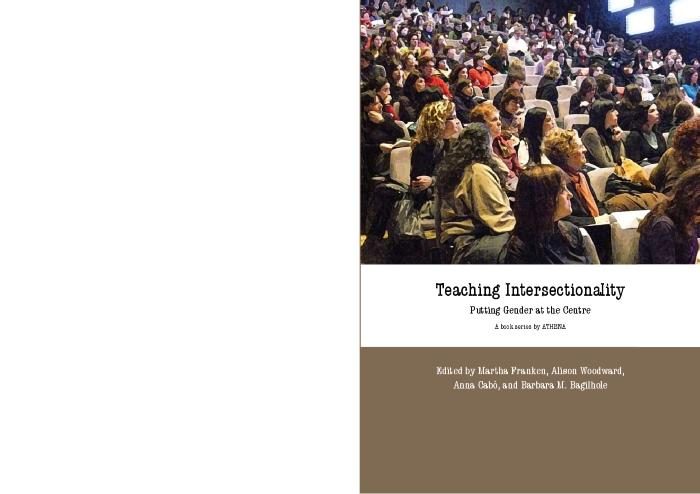 Teaching Intersectionality
Putting Gender at the Centre
A book series by ATHENA
Edited by Martha Franken, Alison Woodward,
Anna Cabó, and Barbara M. Bagilhole